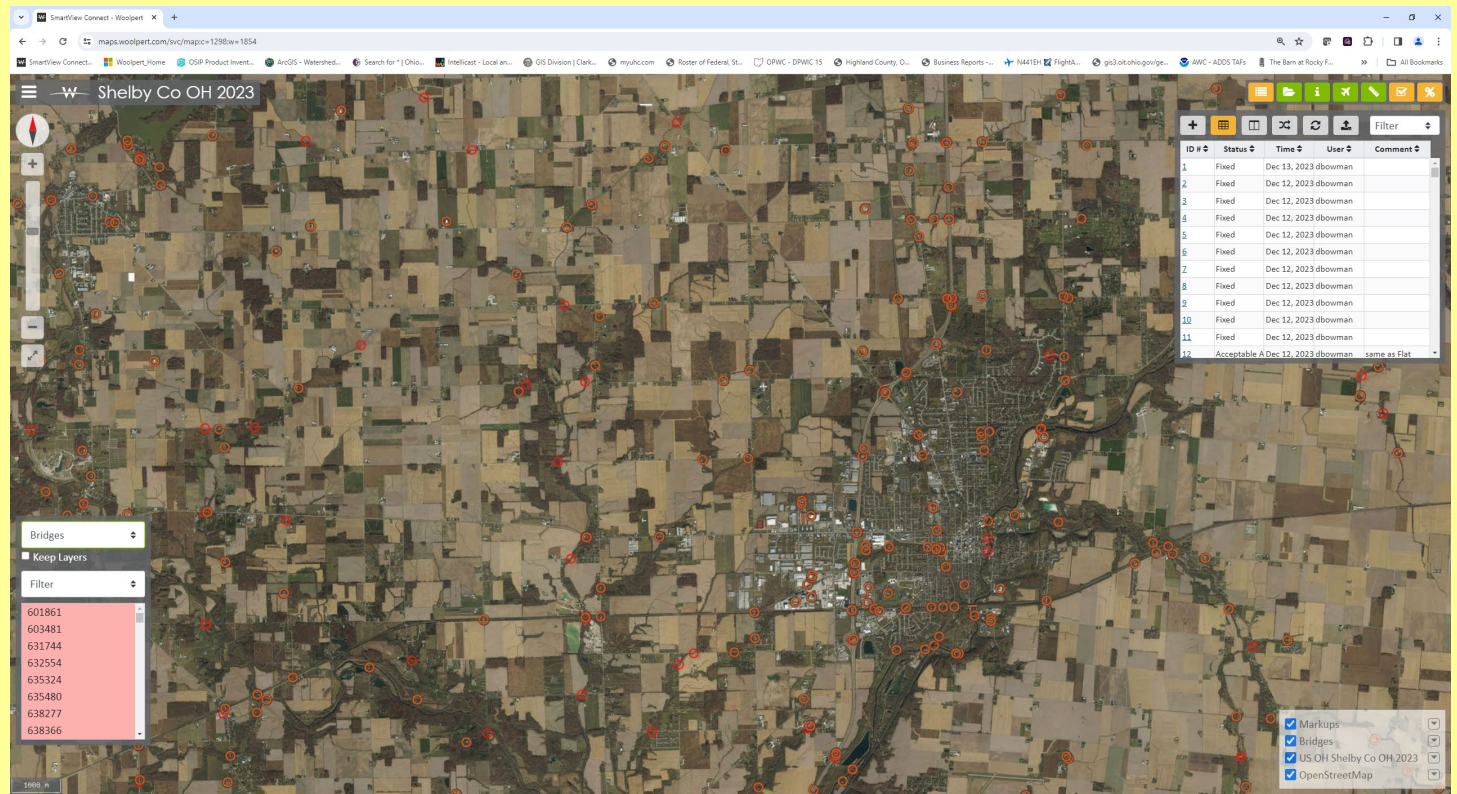 SmartView Connect - Woolpert
maps.woolpert.com/svc/map:c=1298:w=1854
SmartView Connect... Woolpert_Home OSIP Product Invent... ArcGIS - Watershed... Search for * | Ohio... Intellicast - Local an... GIS Division | Clark... myuhc.com Roster of Federal, St... OPWC - DPWIC 15 Highland County, O... Business Reports -... N441EH FlightA... gis3.oit.ohio.gov/ge... AWC - ADDS TAFs The Barn at Rocky F... » All Bookmarks
W Shelby Co OH 2023
Filter
ID # Status Time User Comment
1 Fixed Dec 13, 2023 dbowman
2 Fixed Dec 12, 2023 dbowman
3 Fixed Dec 12, 2023 dbowman
4 Fixed Dec 12, 2023 dbowman
5 Fixed Dec 12, 2023 dbowman
6 Fixed Dec 12, 2023 dbowman
7 Fixed Dec 12, 2023 dbowman
8 Fixed Dec 12, 2023 dbowman
9 Fixed Dec 12, 2023 dbowman
10 Fixed Dec 12, 2023 dbowman
11 Fixed Dec 12, 2023 dbowman
12 Acceptable A Dec 12, 2023 dbowman same as Flat
Bridges
Keep Layers
Filter
601861
603481
631744
632554
635324
635480
638277
638366
Markups
Bridges
US OH Shelby Co OH 2023
OpenStreetMap
1000 m